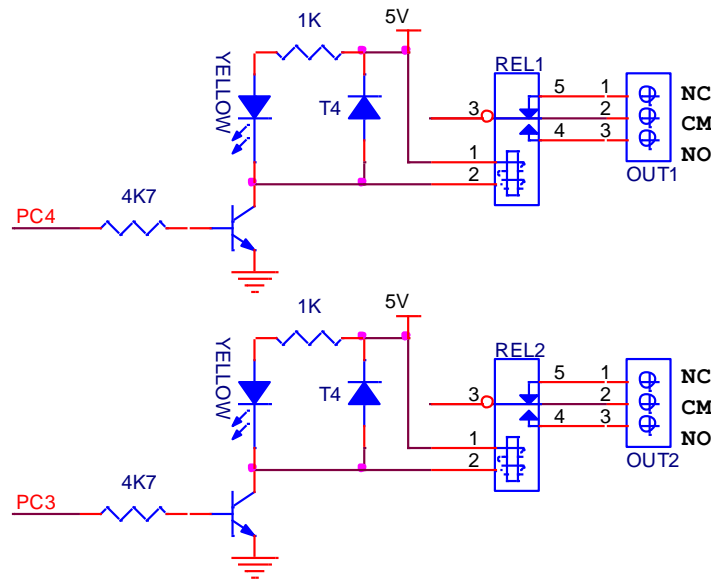 1K
5V
YELLOW
T4
REL1
3
5
4
1
2
1
2
3
NC
CM
NO
OUT1
4K7
PC4
1K
5V
YELLOW
T4
REL2
3
5
4
1
2
1
2
3
NC
CM
NO
OUT2
4K7
PC3